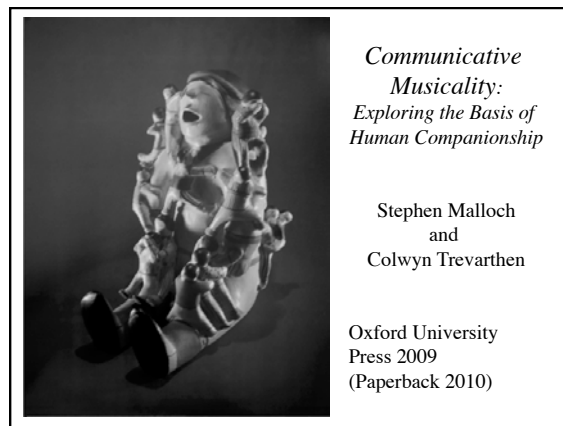 Communicative
Musicality:
Exploring the Basis of
Human Companionship
Stephen Malloch
and
Colwyn Trevarthen
Oxford University
Press 2009
(Paperback 2010)